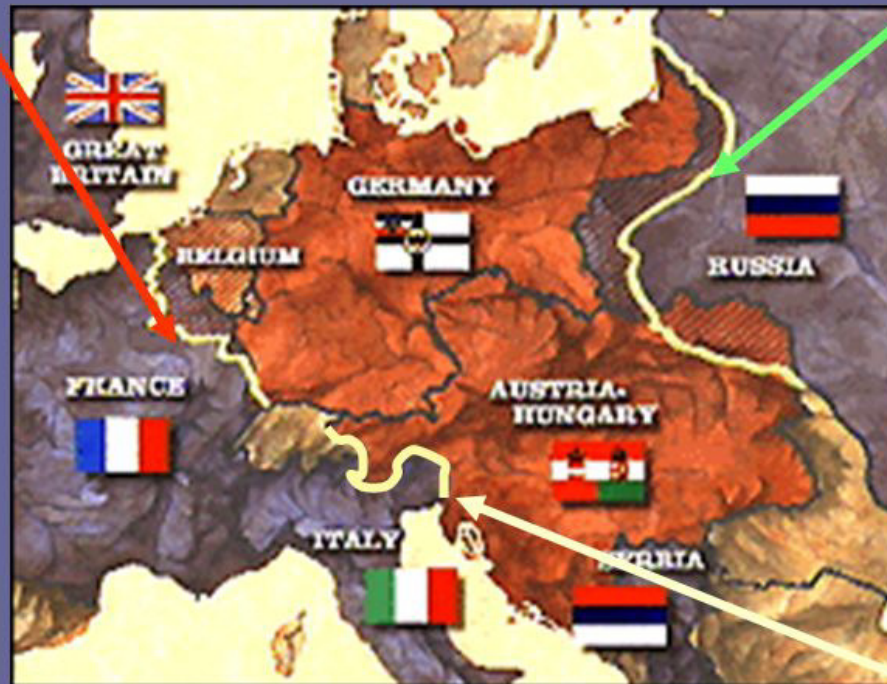 GREAT
BRITAIN
GERMANY
BELGIUM
RUSSIA
FRANCE
AUSTRIA-
HUNGARY
ITALY
SERBIA